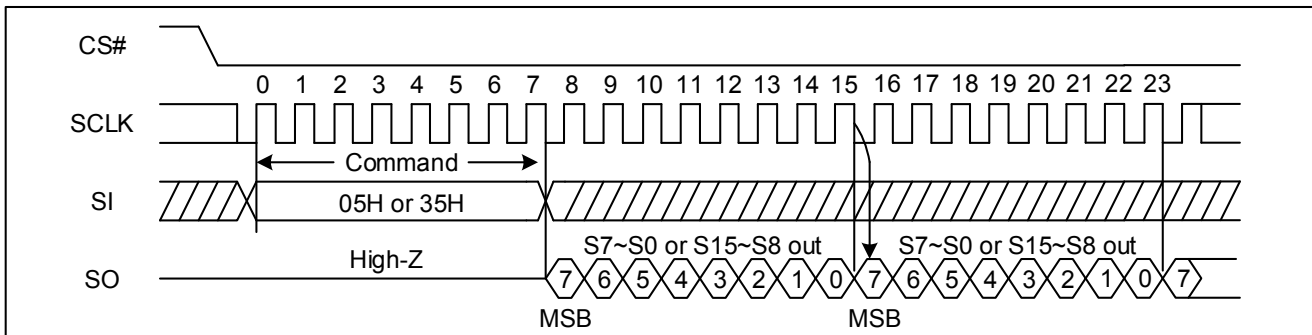 CS#
0 1 2 3 4 5 6 7 8 9 10 11 12 13 14 15 16 17 18 19 20 21 22 23
SCLK
Command
SI
05H or 35H
S7~S0 or S15~S8 out S7~S0 or S15~S8 out
High-Z
SO
7 6 5 4 3 2 1 0 7 6 5 4 3 2 1 0 7
MSB MSB